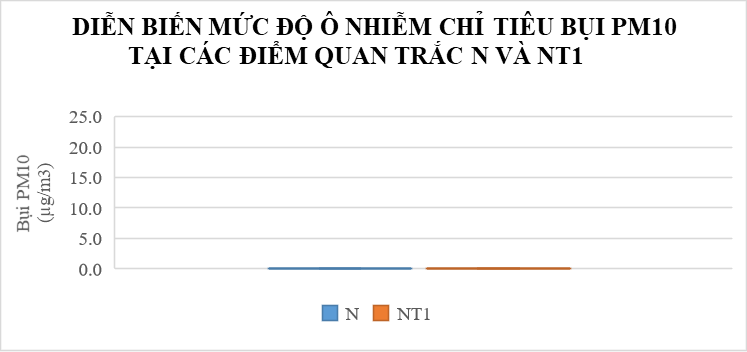 DIỄN BIẾN MỨC ĐỘ Ô NHIỄM CHỈ TIÊU BỤI PM10
TẠI CÁC ĐIỂM QUAN TRẮC N VÀ NT1
Bụi PM10
(µg/m3)
25.0
20.0
15.0
10.0
5.0
0.0
N
NT1